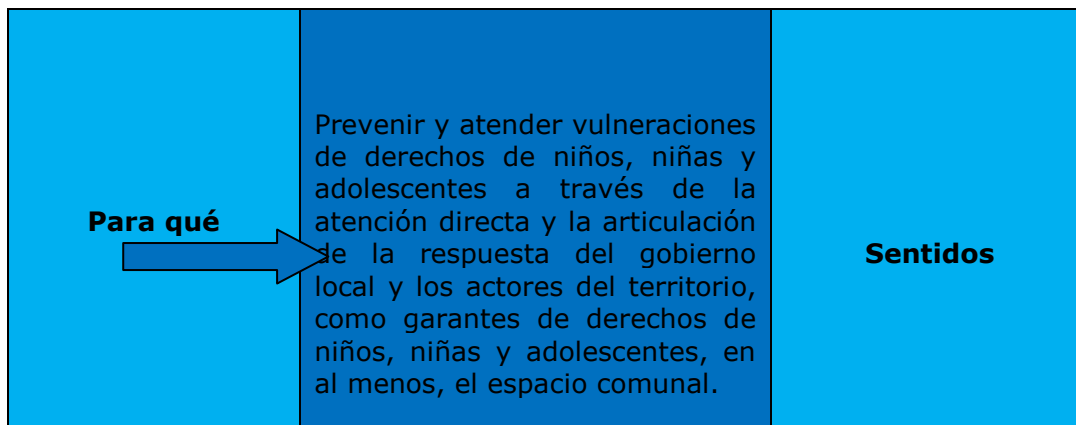 Para qué
Prevenir y atender vulneraciones
de derechos de niños, niñas y
adolescentes a través de la
atención directa y la articulación
de la respuesta del gobierno
local y los actores del territorio,
como garantes de derechos de
niños, niñas y adolescentes, en
al menos, el espacio comunal.
Sentidos